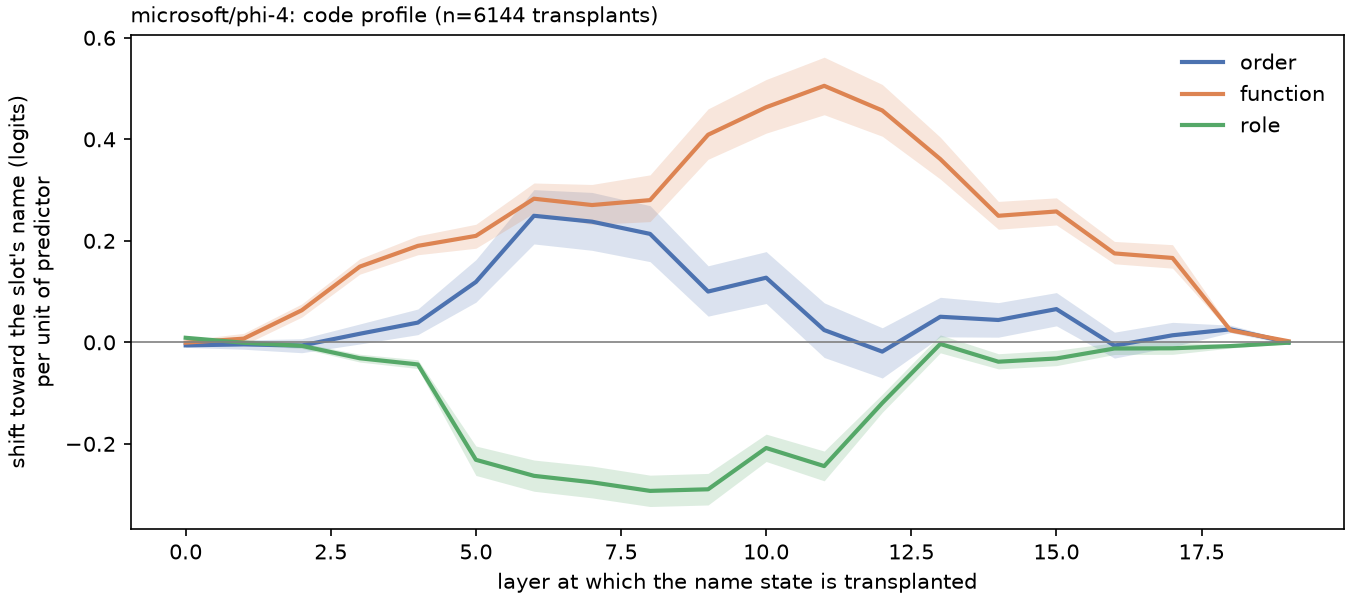 microsoft/phi-4: code profile (n=6144 transplants)
shift toward the slot's name (logits)
per unit of predictor
0.6
0.4
0.2
0.0
−0.2
order
function
role
0.0 2.5 5.0 7.5 10.0 12.5 15.0 17.5
layer at which the name state is transplanted